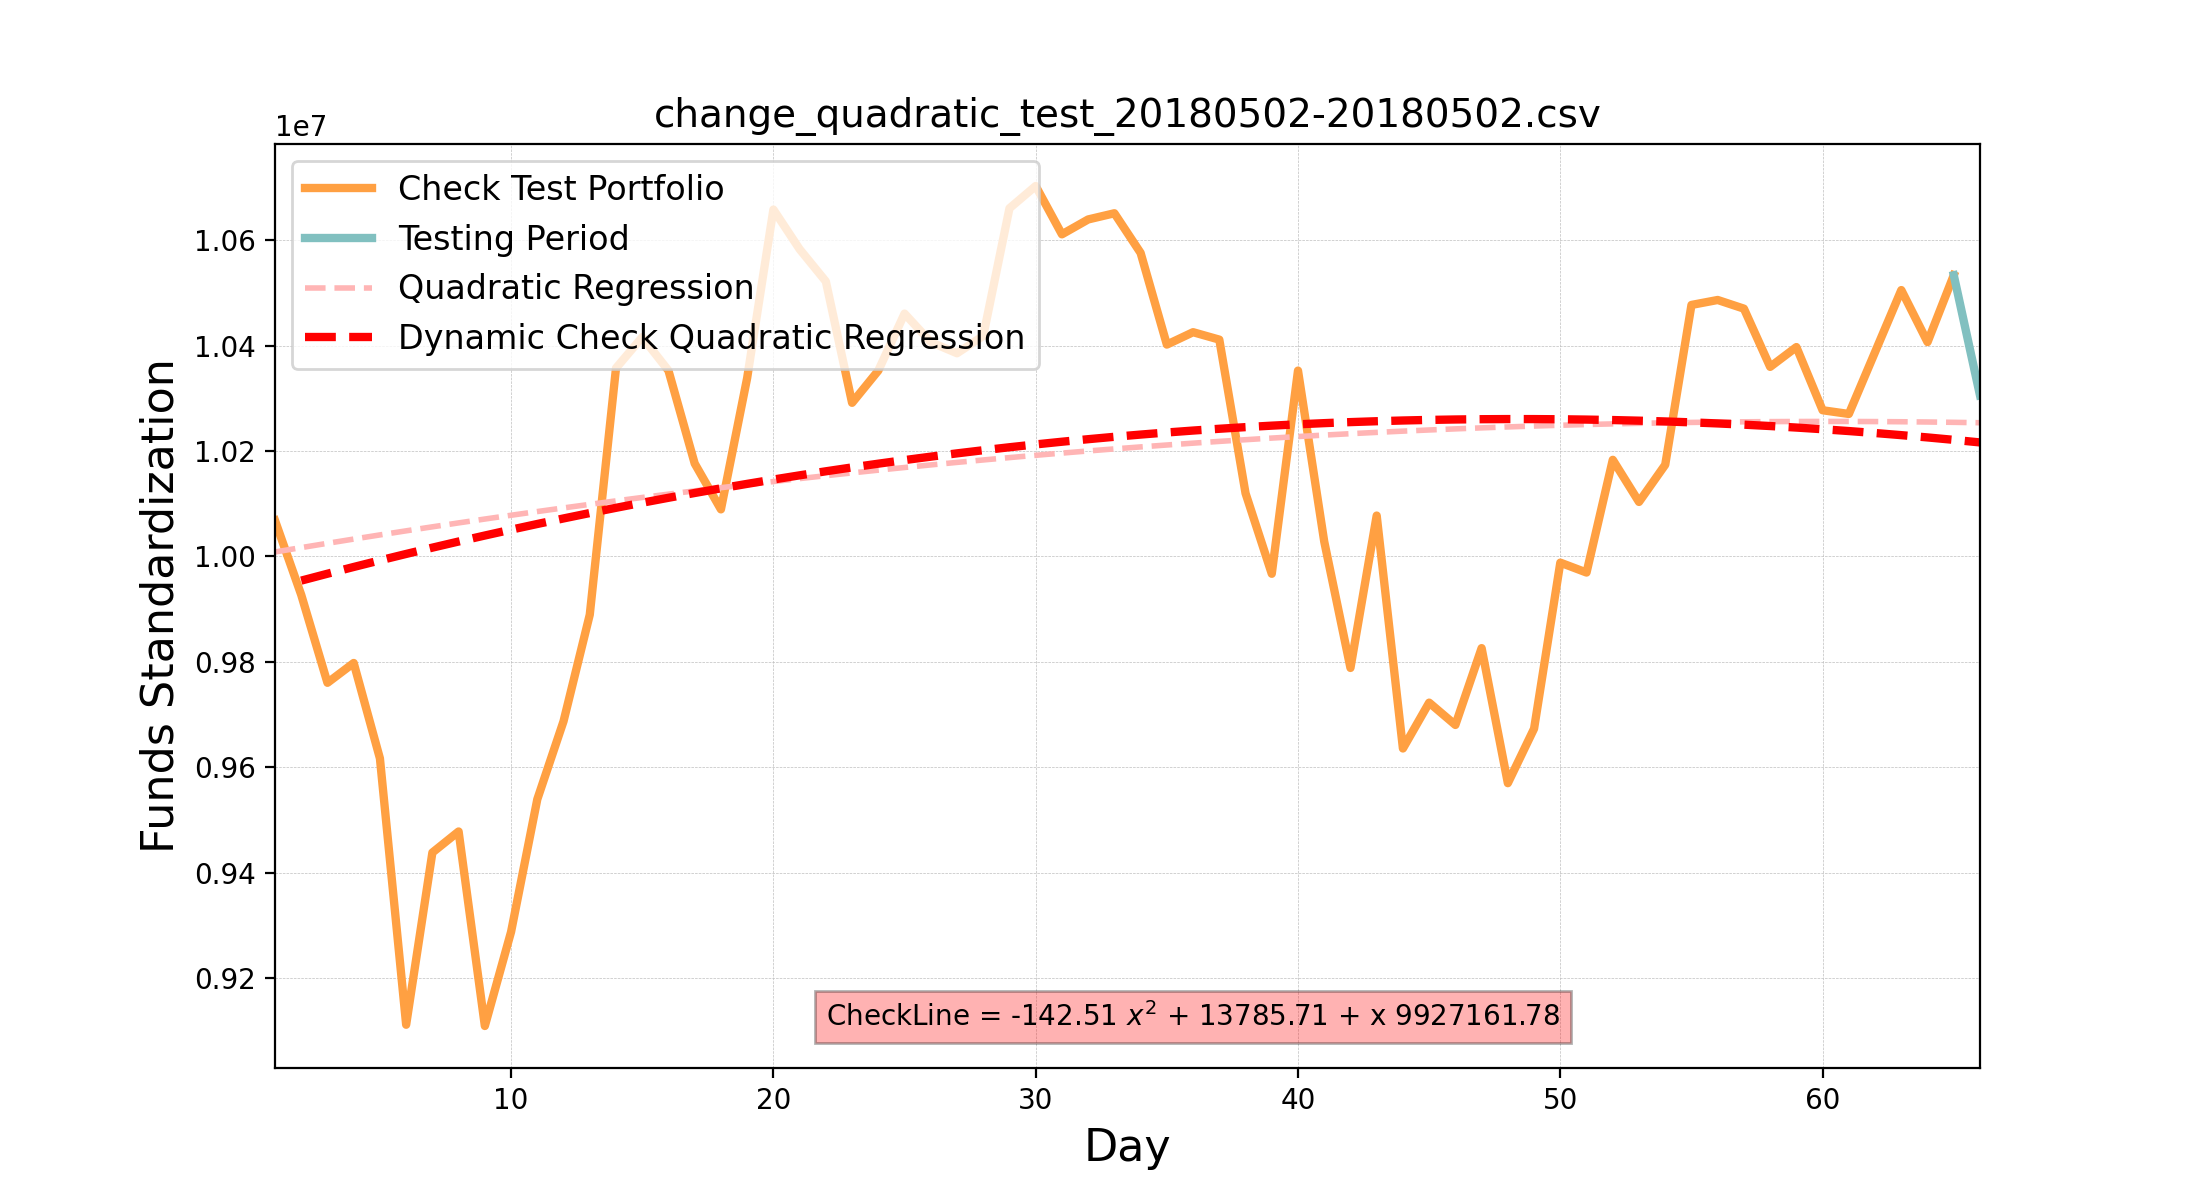 change_quadratic_test_20180502-20180502.csv
1e7
Check Test Portfolio
Testing Period
Quadratic Regression
Dynamic Check Quadratic Regression
1.06
1.04
1.02
1.00
0.98
0.96
0.94
0.92
Funds Standardization
CheckLine = -142.51 x² + 13785.71 + x 9927161.78
10 20 30 40 50 60
Day